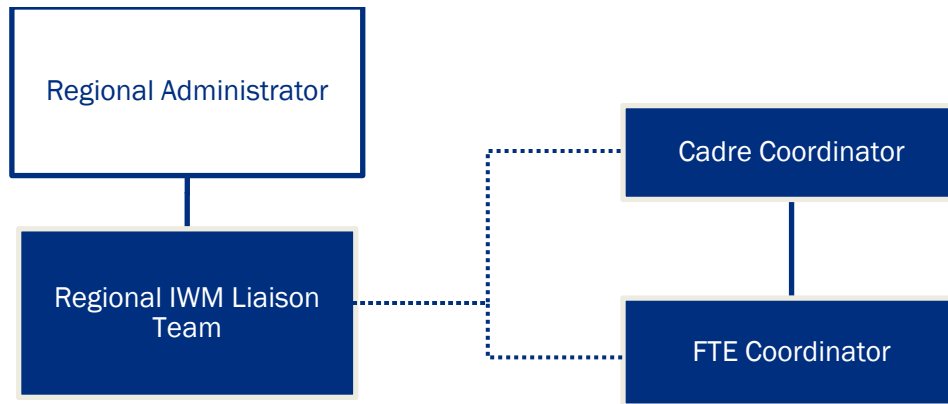 Regional Administrator
Cadre Coordinator
Regional IWM Liaison
Team
FTE Coordinator